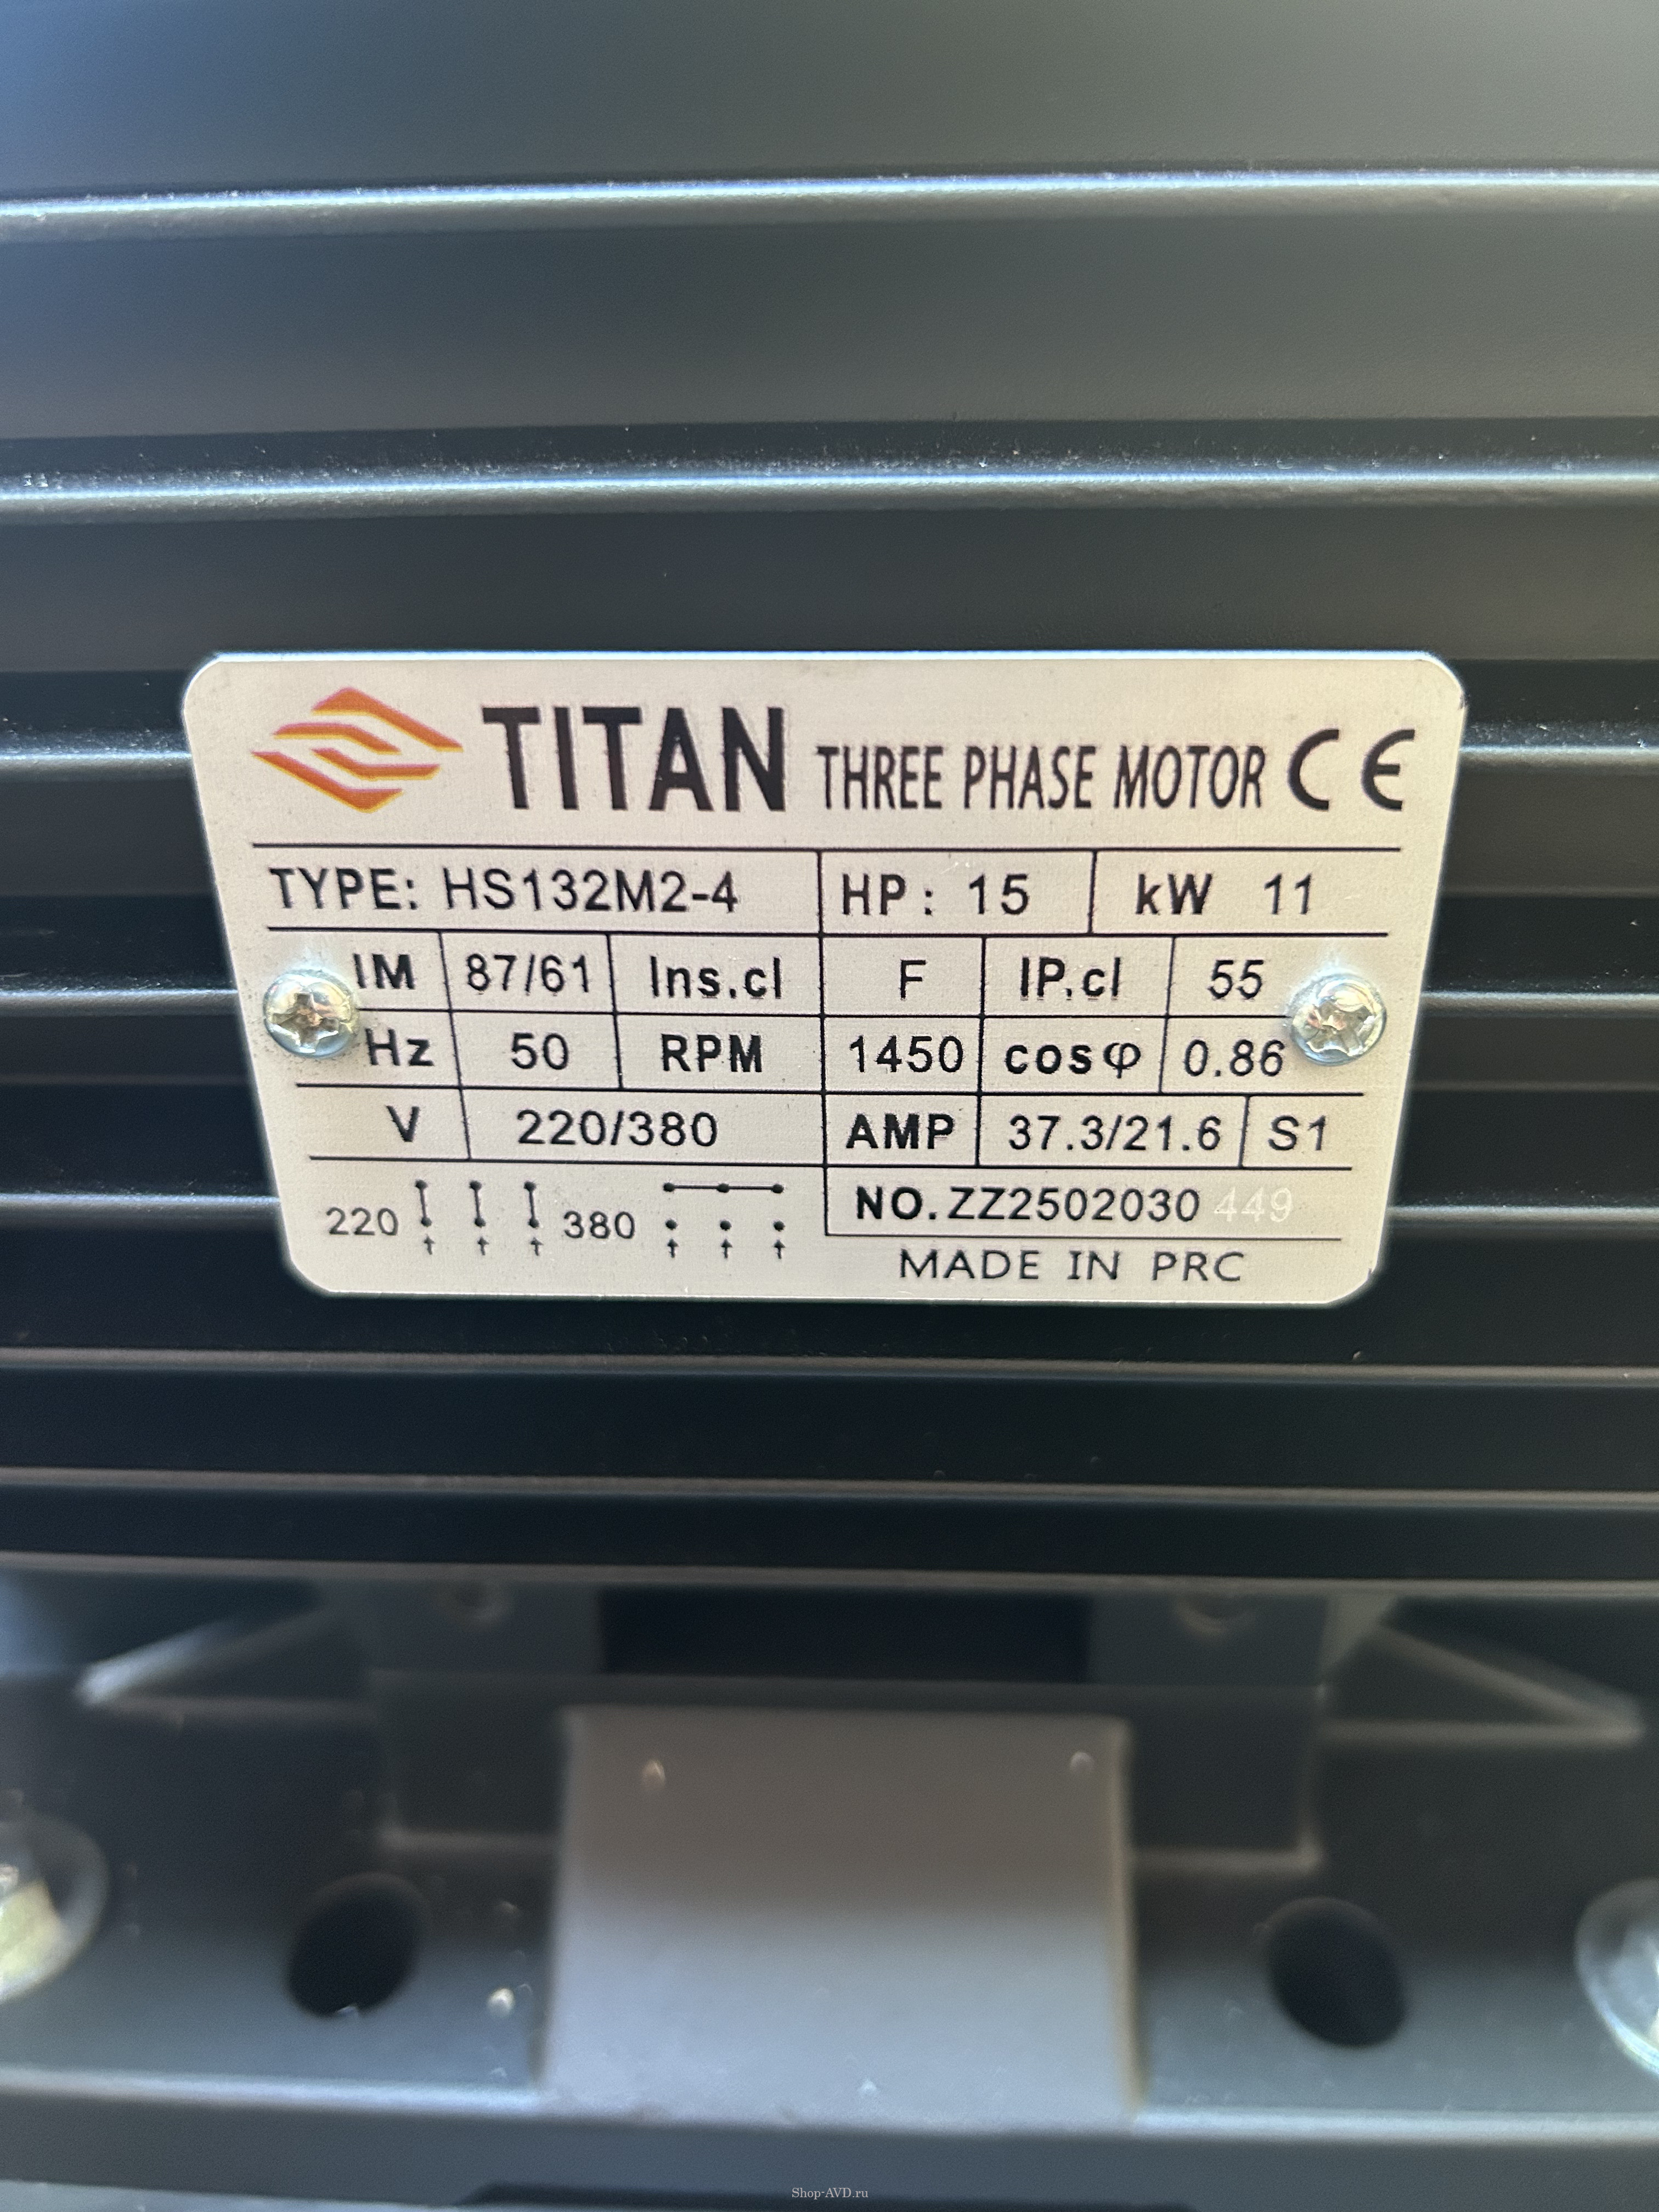 TITAN THREE PHASE MOTOR CE
TYPE: HS132M2-4 HP: 15 kW 11
IM 87/61 Ins.cl F IP.cl 55
Hz 50 RPM 1450 cosφ 0.86
V 220/380 AMP 37.3/21.6 S1
220 380 NO.ZZ2502030 449
MADE IN PRC
Shop-AVD.ru